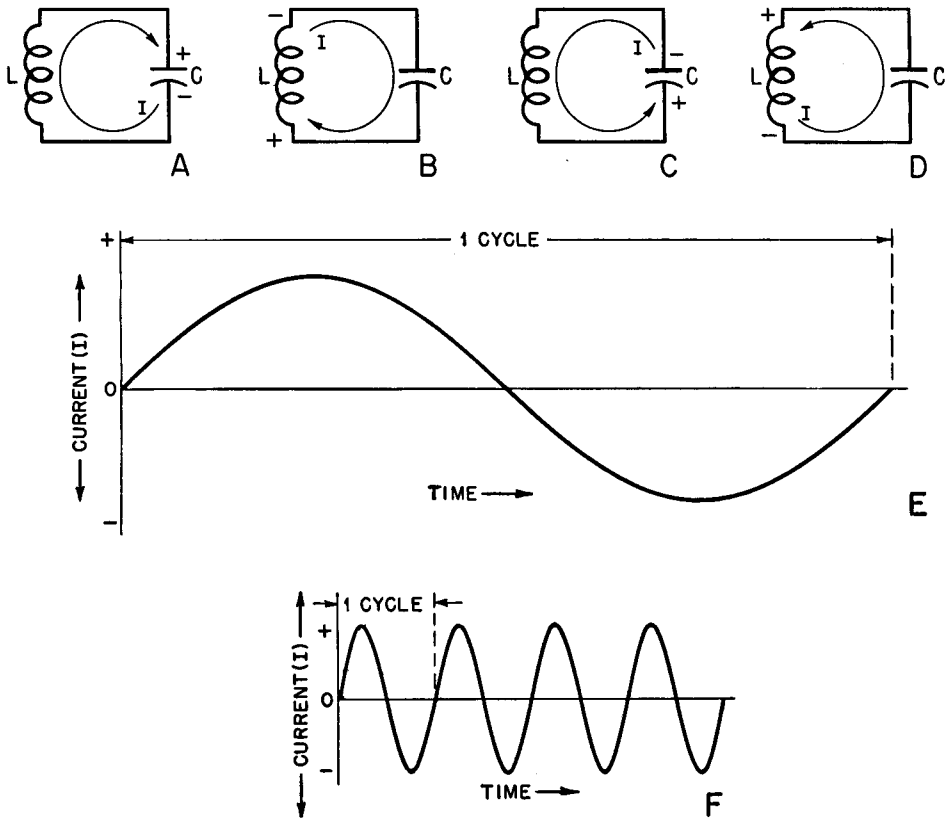 +
L
C
I
−
A
−
I
L
C
+
B
I
−
L
C
+
C
+
L
C
I
−
D
+
1 CYCLE
CURRENT (I)
0
TIME
−
E
1 CYCLE
CURRENT (I)
+
0
−
TIME
F